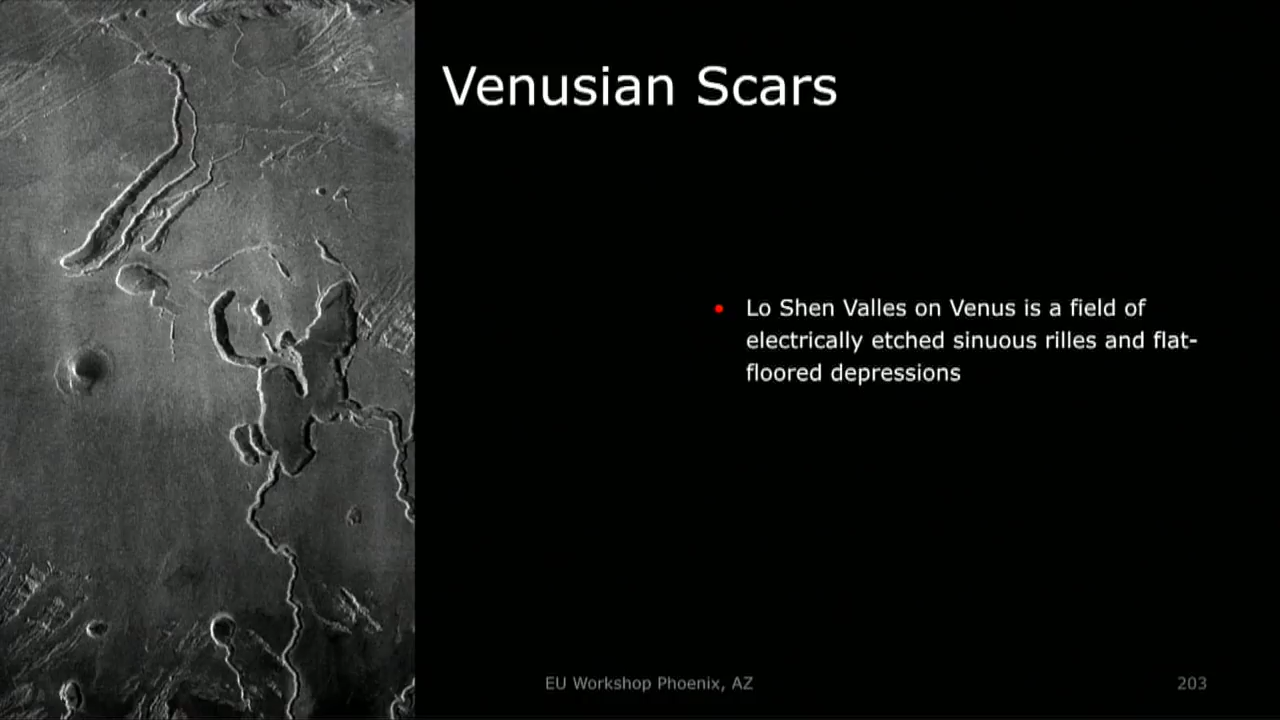 Venusian Scars
• Lo Shen Valles on Venus is a field of
electrically etched sinuous rilles and flat-
floored depressions
EU Workshop Phoenix, AZ
203